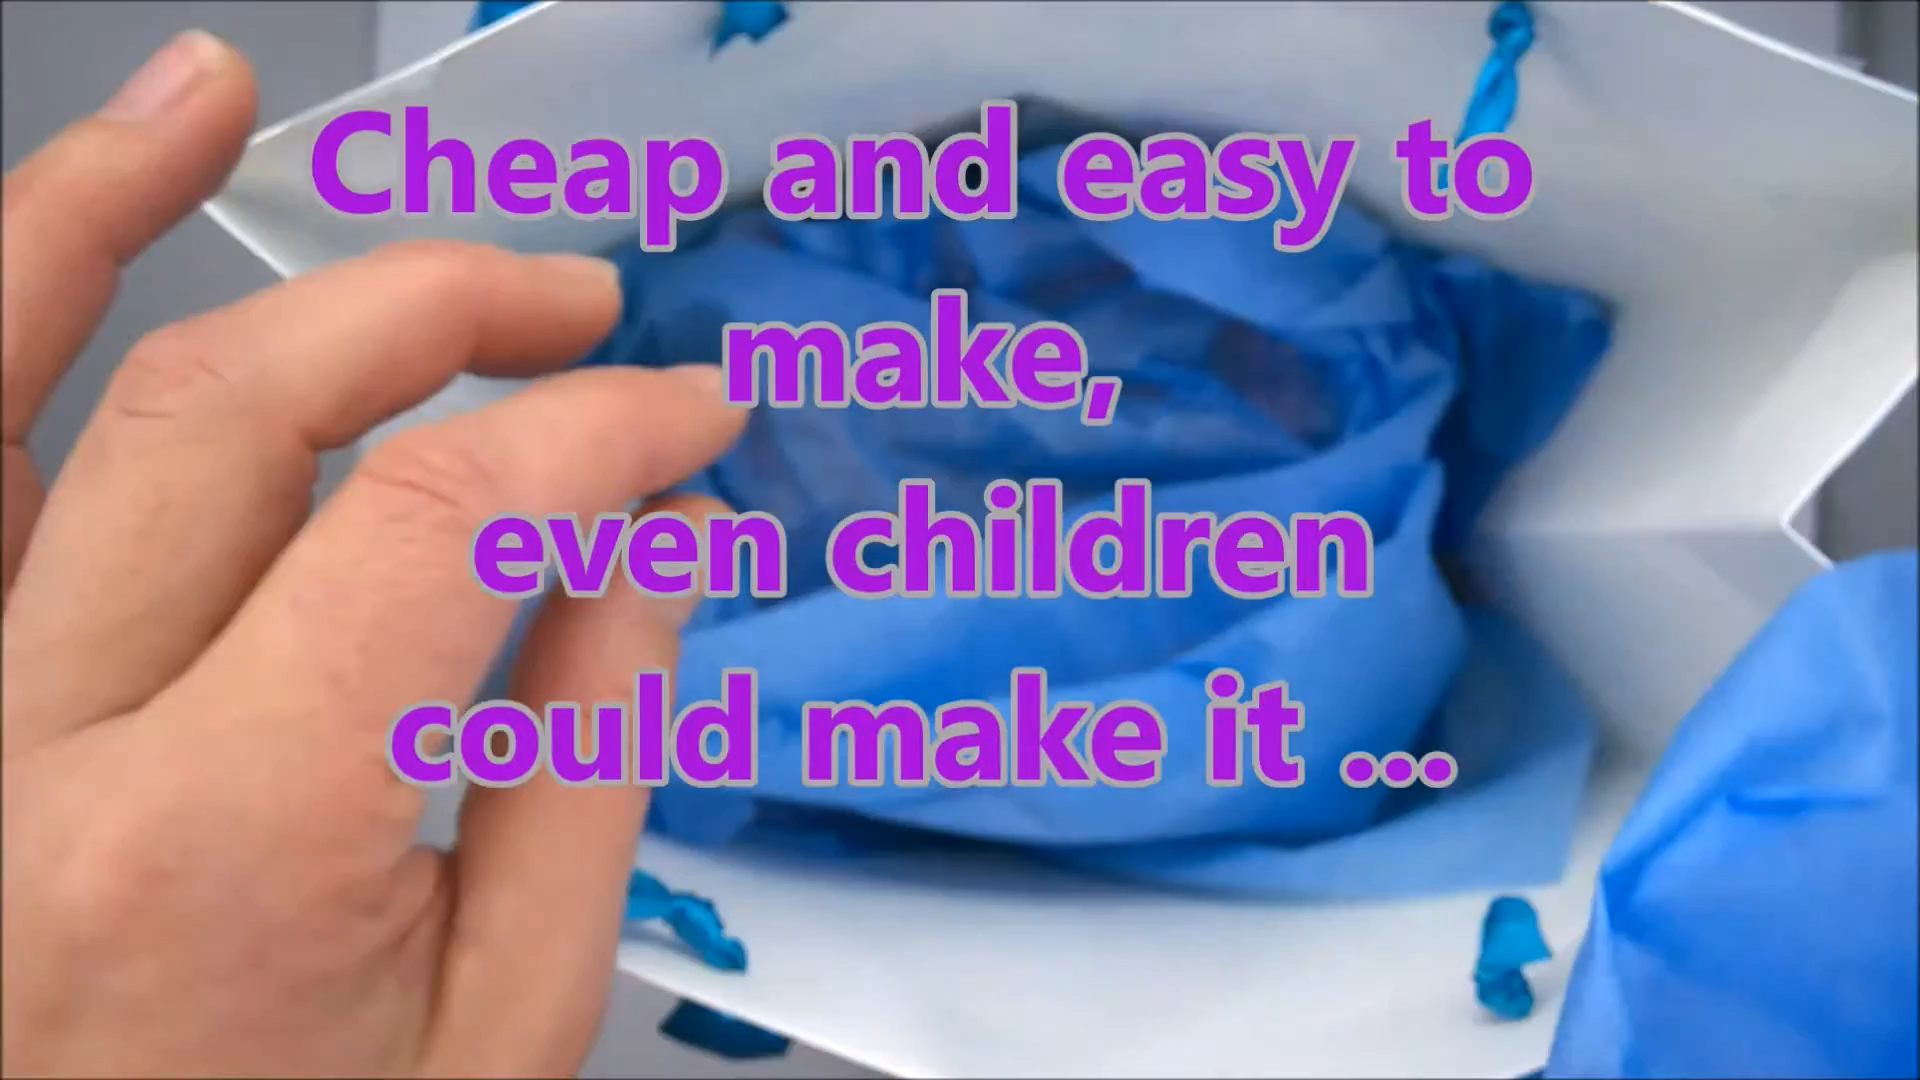 Cheap and easy to
make,
even children
could make it ...